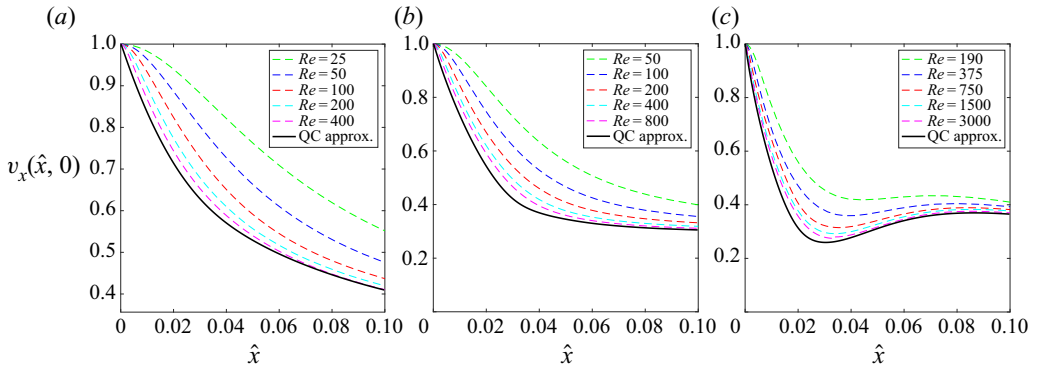 (a)
(b)
(c)
v_x(x̂, 0)
1.0
0.9
0.8
0.7
0.6
0.5
0.4
0
0.02
0.04
0.06
0.08
0.10
x̂
Re = 25
Re = 50
Re = 100
Re = 200
Re = 400
QC approx.
1.0
0.8
0.6
0.4
0.2
0
0.02
0.04
0.06
0.08
0.10
x̂
Re = 50
Re = 100
Re = 200
Re = 400
Re = 800
QC approx.
1.0
0.8
0.6
0.4
0.2
0
0.02
0.04
0.06
0.08
0.10
x̂
Re = 190
Re = 375
Re = 750
Re = 1500
Re = 3000
QC approx.